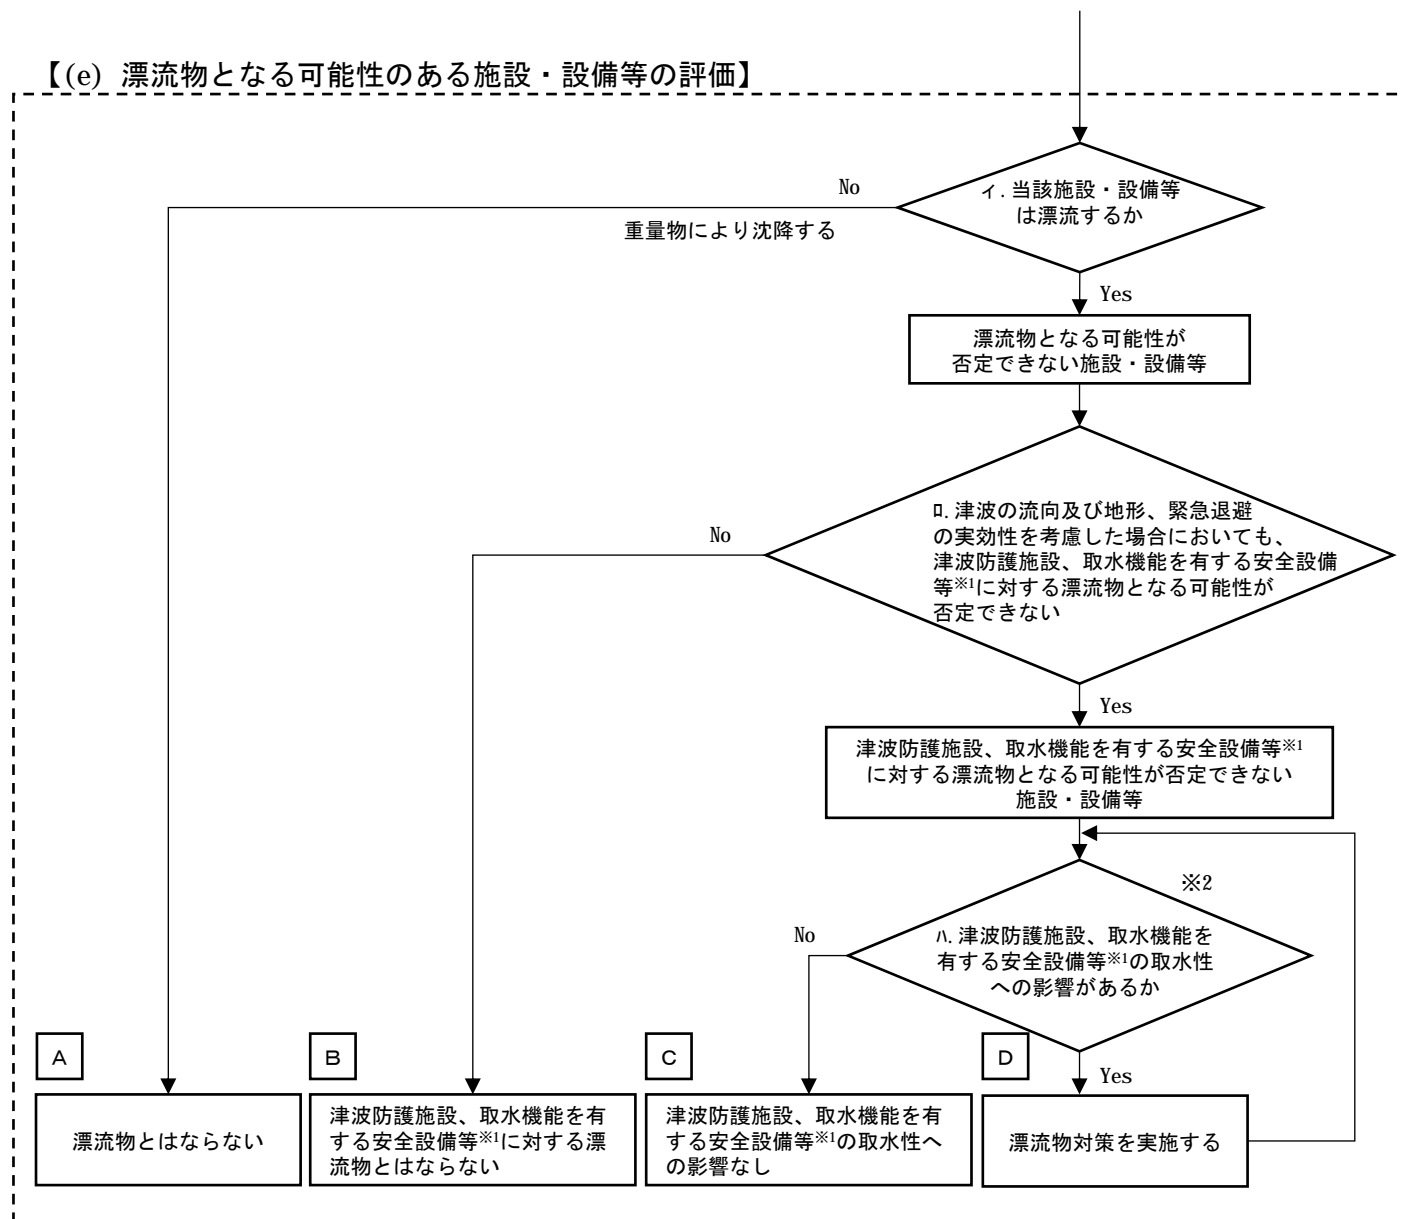 【(e) 漂流物となる可能性のある施設・設備等の評価】
No
重量物により沈降する
ィ. 当該施設・設備等
は漂流するか
Yes
漂流物となる可能性が
否定できない施設・設備等
No
ロ. 津波の流向及び地形、緊急退避
の実効性を考慮した場合においても、
津波防護施設、取水機能を有する安全設備
等※1に対する漂流物となる可能性が
否定できない
Yes
津波防護施設、取水機能を有する安全設備等※1
に対する漂流物となる可能性が否定できない
施設・設備等
※2
No
ハ. 津波防護施設、取水機能を
有する安全設備等※1の取水性
への影響があるか
Yes
A
漂流物とはならない
B
津波防護施設、取水機能を有
する安全設備等※1に対する漂
流物とはならない
C
津波防護施設、取水機能を有
する安全設備等※1の取水性へ
の影響なし
D
漂流物対策を実施する